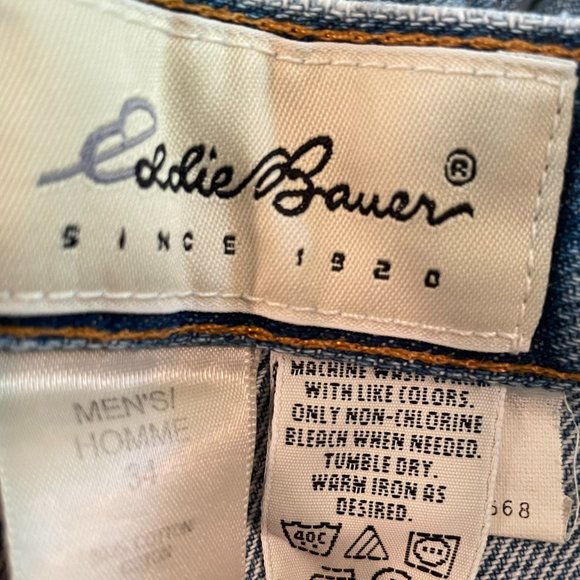 Eddie Bauer®
SINCE 1920
MEN'S/
HOMME
34
MACHINE WASH WARM
WITH LIKE COLORS.
ONLY NON-CHLORINE
BLEACH WHEN NEEDED.
TUMBLE DRY.
WARM IRON AS
DESIRED.
40C
568